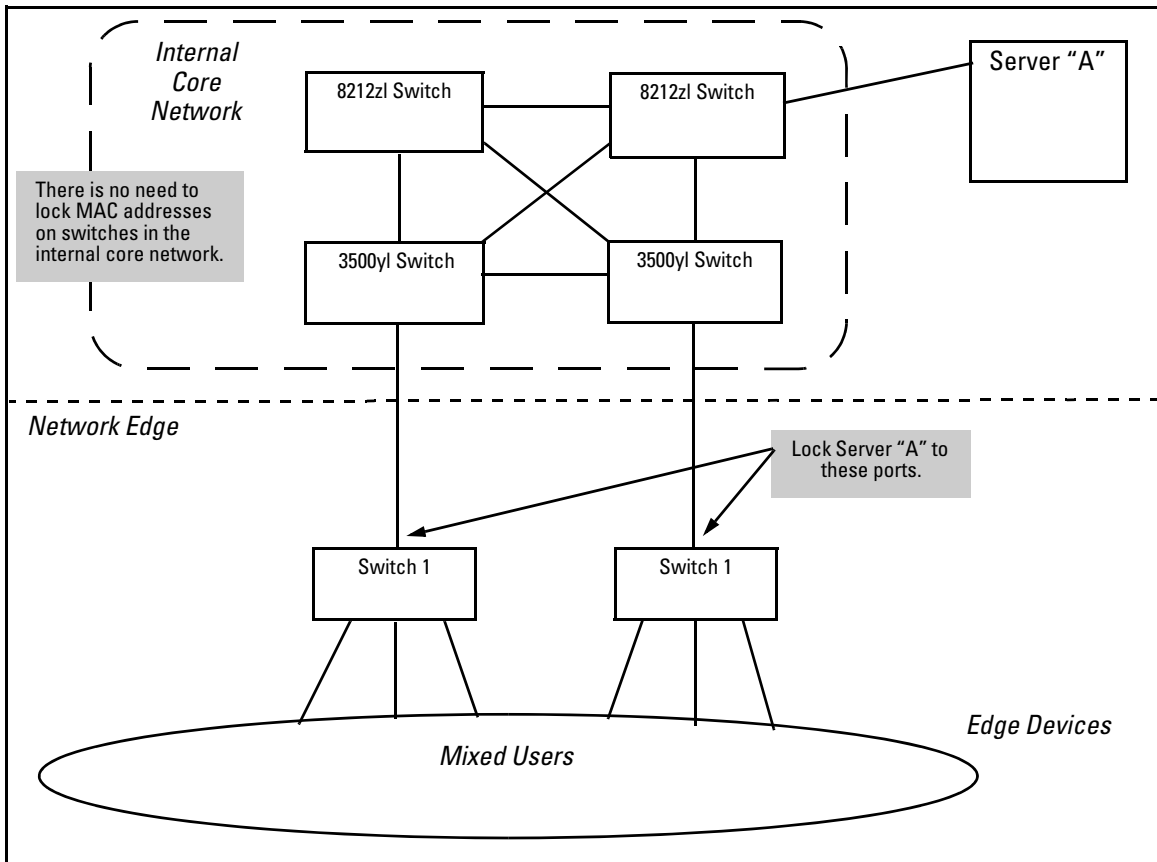 Internal
Core
Network
8212zl Switch
8212zl Switch
Server “A”
There is no need to
lock MAC addresses
on switches in the
internal core network.
3500yl Switch
3500yl Switch
Network Edge
Lock Server “A” to
these ports.
Switch 1
Switch 1
Mixed Users
Edge Devices